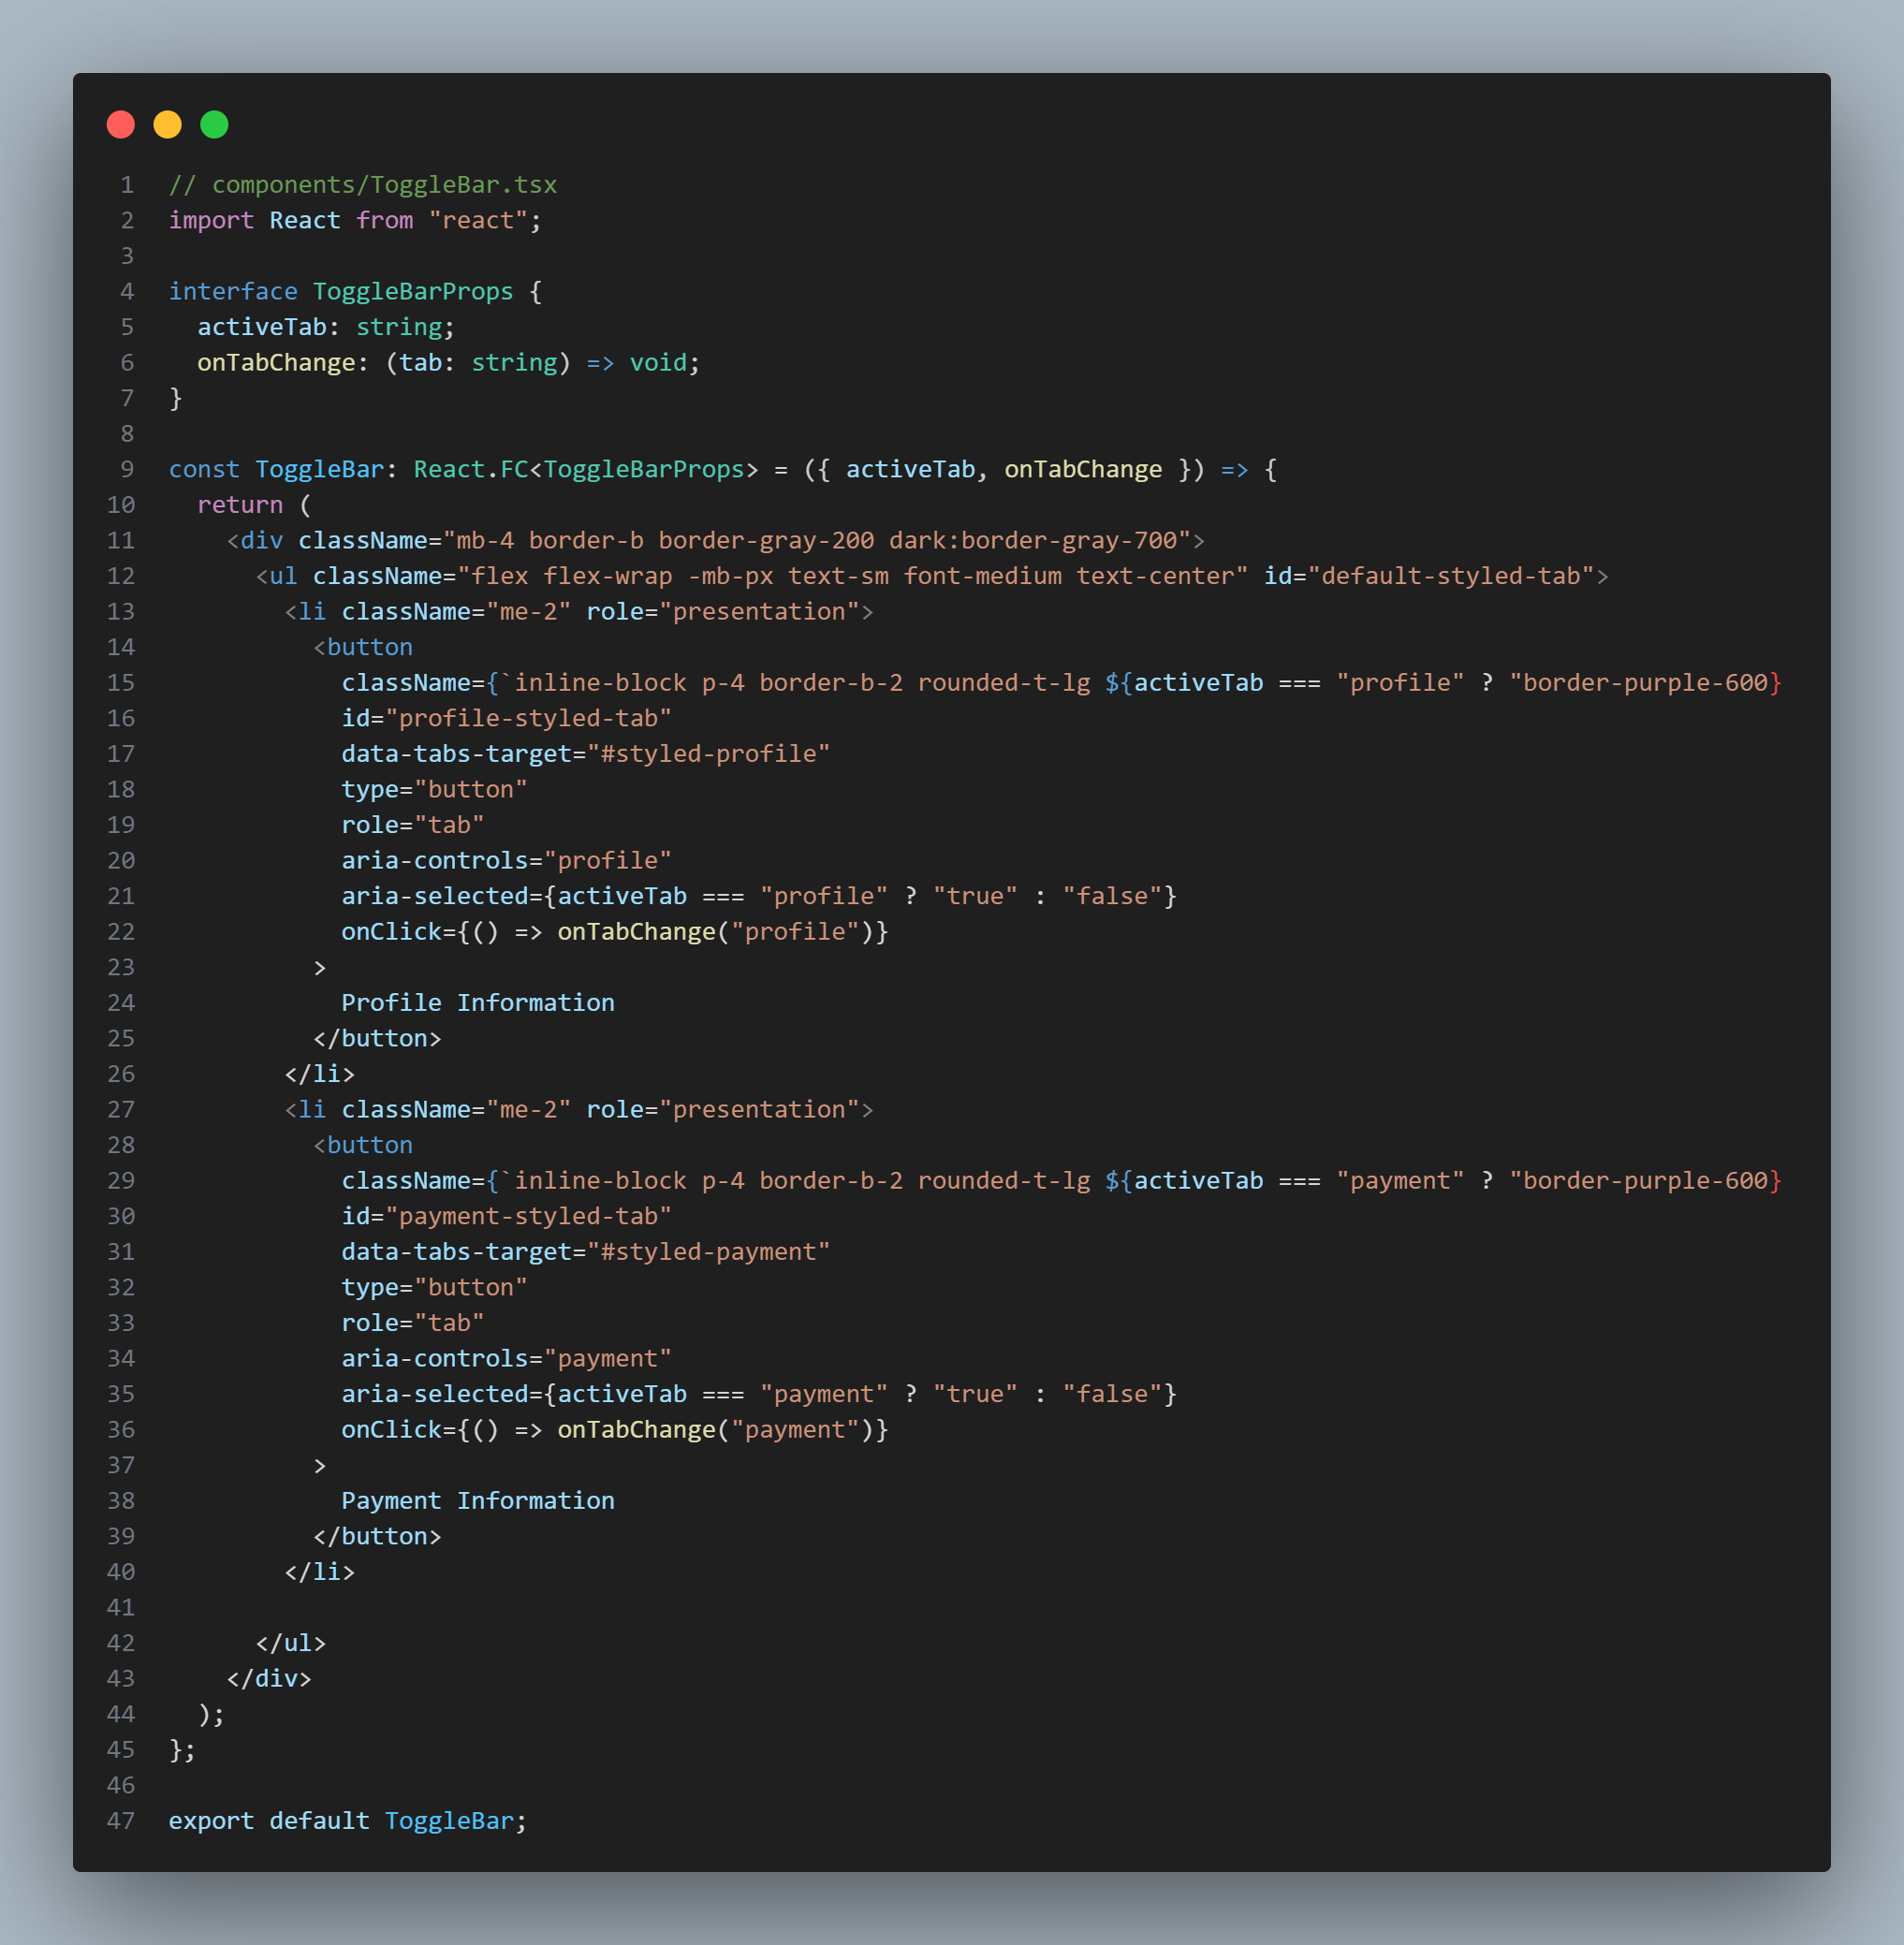 1 // components/ToggleBar.tsx
2 import React from "react";
3
4 interface ToggleBarProps {
5   activeTab: string;
6   onTabChange: (tab: string) => void;
7 }
8
9 const ToggleBar: React.FC<ToggleBarProps> = ({ activeTab, onTabChange }) => {
10   return (
11     <div className="mb-4 border-b border-gray-200 dark:border-gray-700">
12       <ul className="flex flex-wrap -mb-px text-sm font-medium text-center" id="default-styled-tab">
13         <li className="me-2" role="presentation">
14           <button
15             className={`inline-block p-4 border-b-2 rounded-t-lg ${activeTab === "profile" ? "border-purple-600}
16             id="profile-styled-tab"
17             data-tabs-target="#styled-profile"
18             type="button"
19             role="tab"
20             aria-controls="profile"
21             aria-selected={activeTab === "profile" ? "true" : "false"}
22             onClick={() => onTabChange("profile")}
23           >
24             Profile Information
25           </button>
26         </li>
27         <li className="me-2" role="presentation">
28           <button
29             className={`inline-block p-4 border-b-2 rounded-t-lg ${activeTab === "payment" ? "border-purple-600}
30             id="payment-styled-tab"
31             data-tabs-target="#styled-payment"
32             type="button"
33             role="tab"
34             aria-controls="payment"
35             aria-selected={activeTab === "payment" ? "true" : "false"}
36             onClick={() => onTabChange("payment")}
37           >
38             Payment Information
39           </button>
40         </li>
41
42       </ul>
43     </div>
44   );
45 };
46
47 export default ToggleBar;